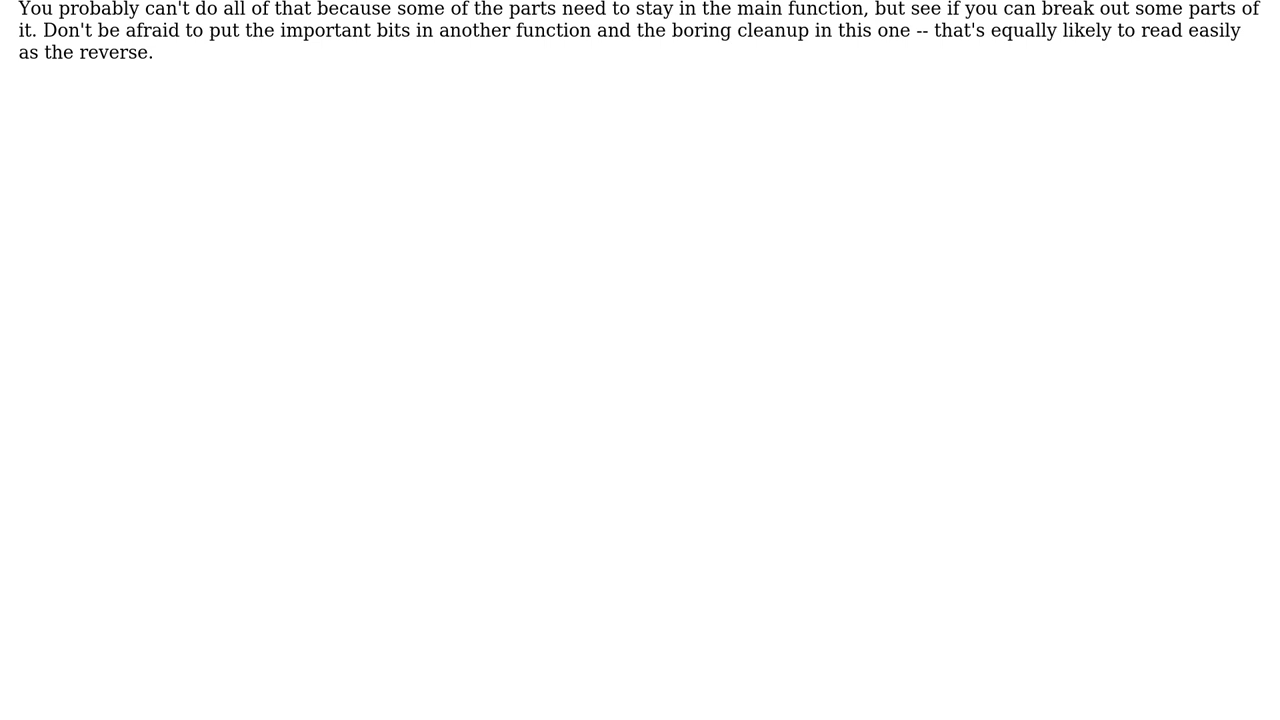 You probably can't do all of that because some of the parts need to stay in the main function, but see if you can break out some parts of
it. Don't be afraid to put the important bits in another function and the boring cleanup in this one -- that's equally likely to read easily
as the reverse.